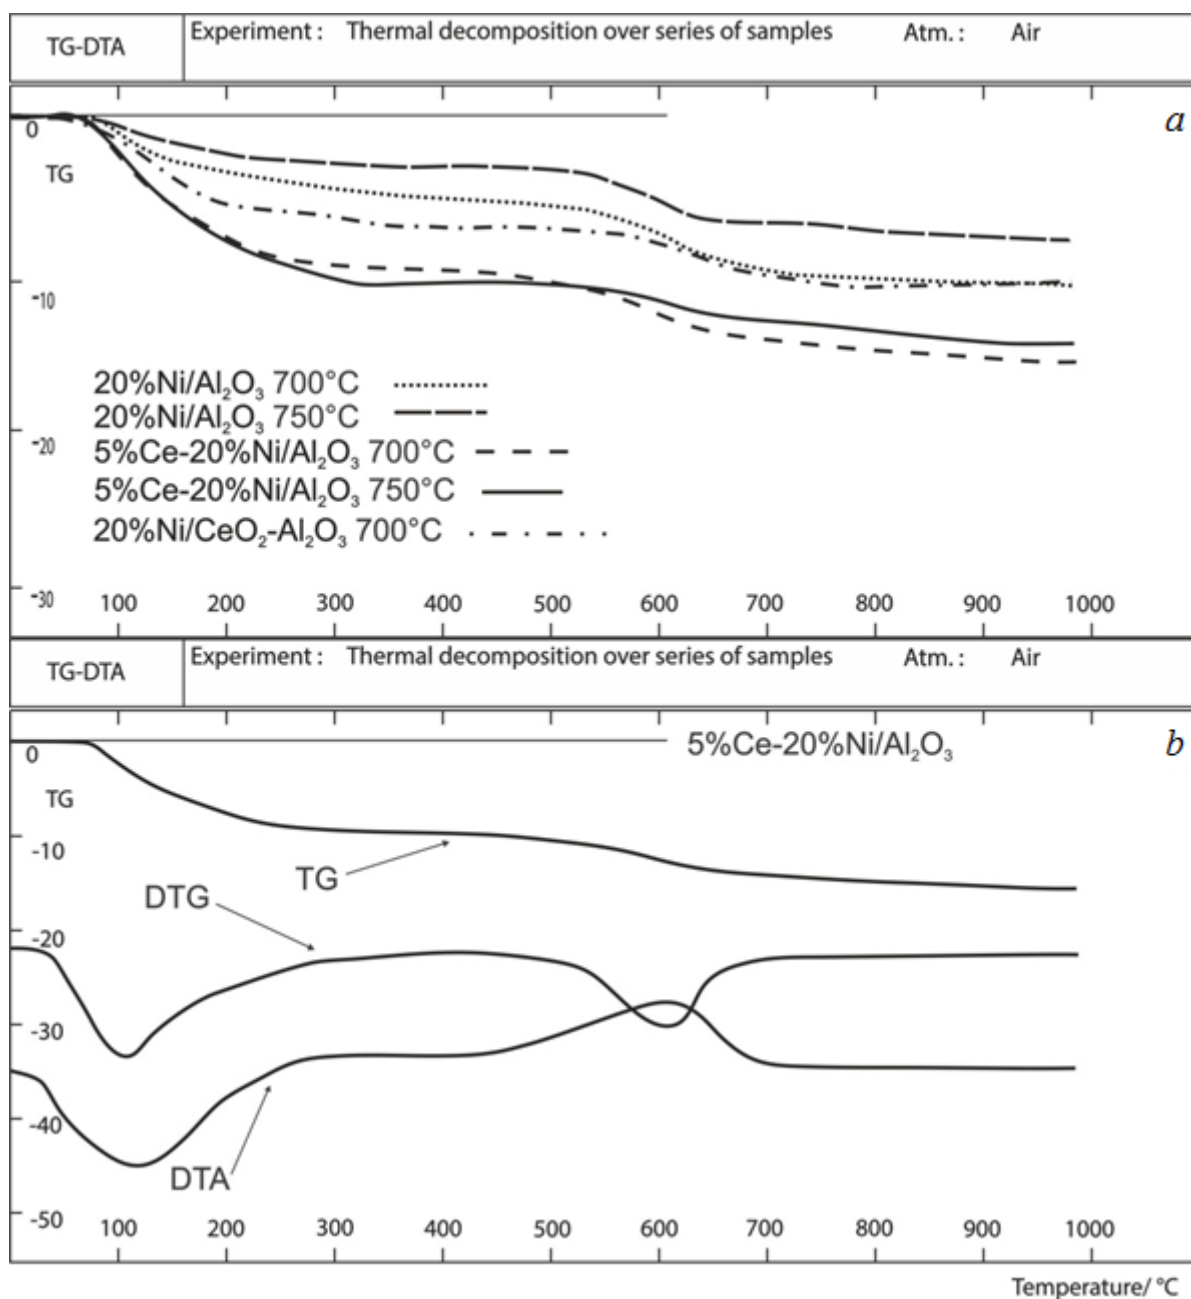 TG-DTA Experiment : Thermal decomposition over series of samples Atm. : Air
a
0
TG
-10
20%Ni/Al₂O₃ 700°C
20%Ni/Al₂O₃ 750°C
-20
5%Ce-20%Ni/Al₂O₃ 700°C
5%Ce-20%Ni/Al₂O₃ 750°C
20%Ni/CeO₂-Al₂O₃ 700°C
-30 100 200 300 400 500 600 700 800 900 1000
TG-DTA Experiment : Thermal decomposition over series of samples Atm. : Air
0 5%Ce-20%Ni/Al₂O₃ b
TG
-10
TG
DTG
-20
-30
-40
DTA
-50 100 200 300 400 500 600 700 800 900 1000
Temperature/ °C